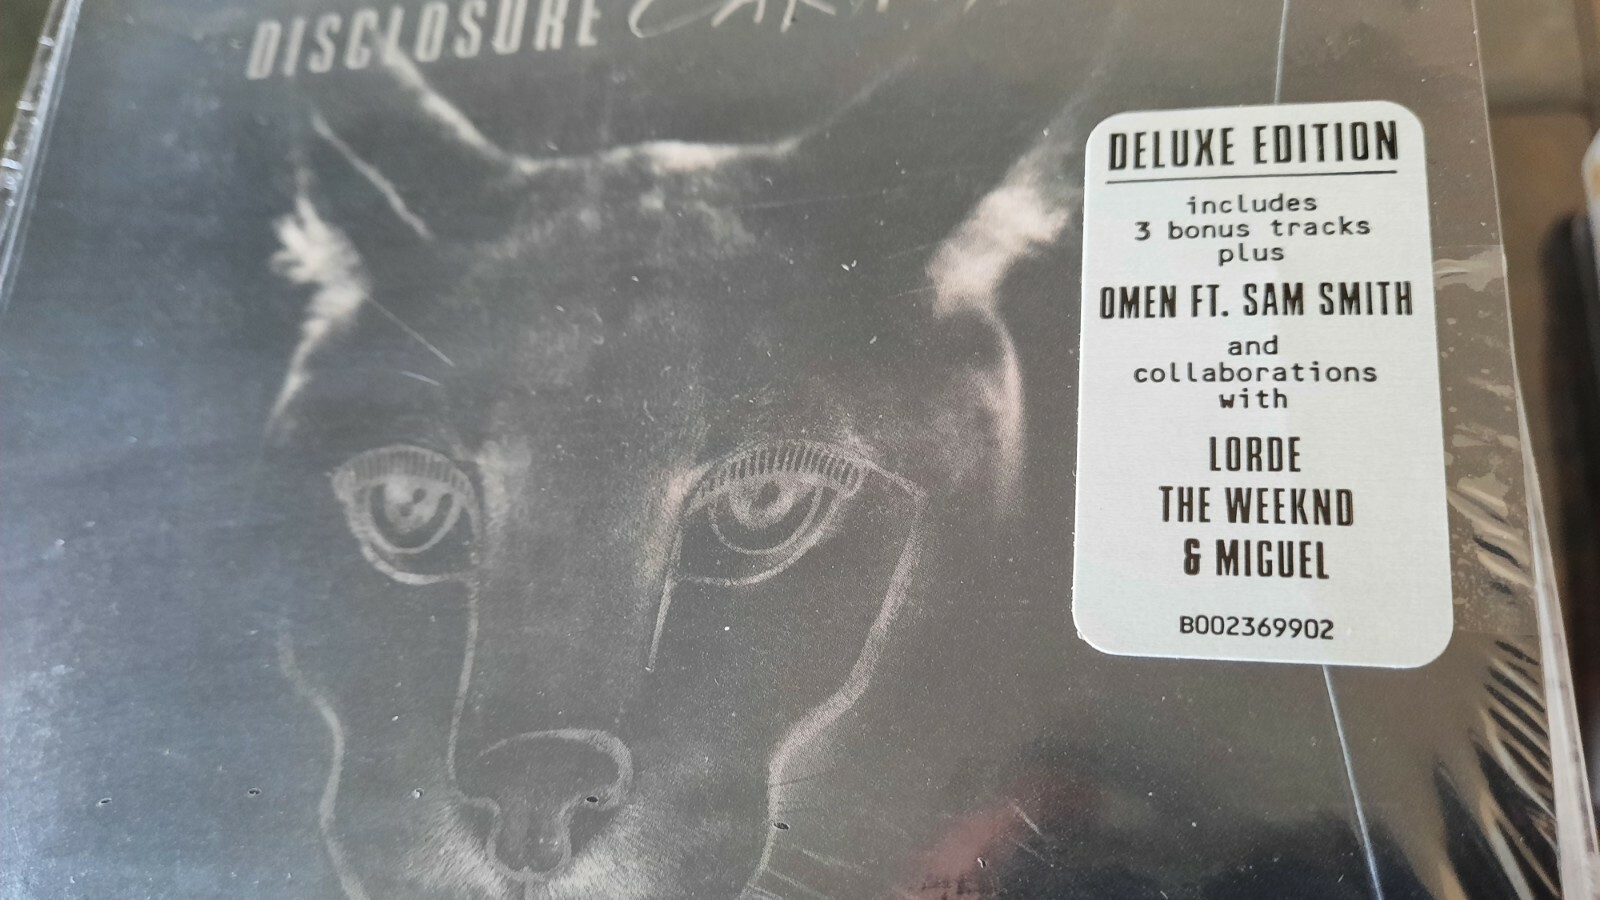 DISCLOSURE
DELUXE EDITION
includes
3 bonus tracks
plus
OMEN FT. SAM SMITH
and
collaborations
with
LORDE
THE WEEKND
& MIGUEL
B002369902